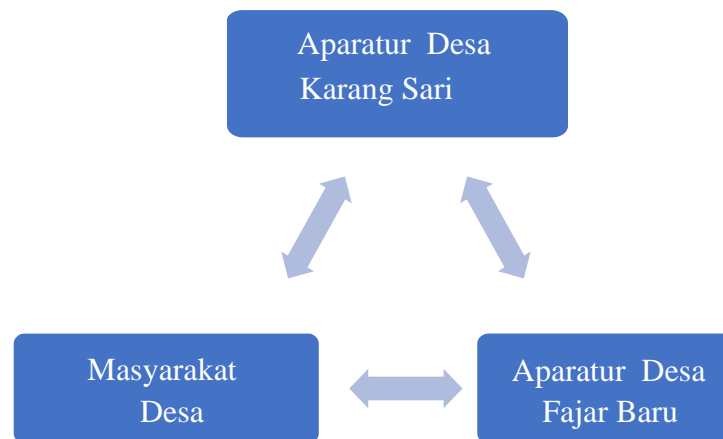 Aparatur Desa
Karang Sari
Masyarakat
Desa
Aparatur Desa
Fajar Baru